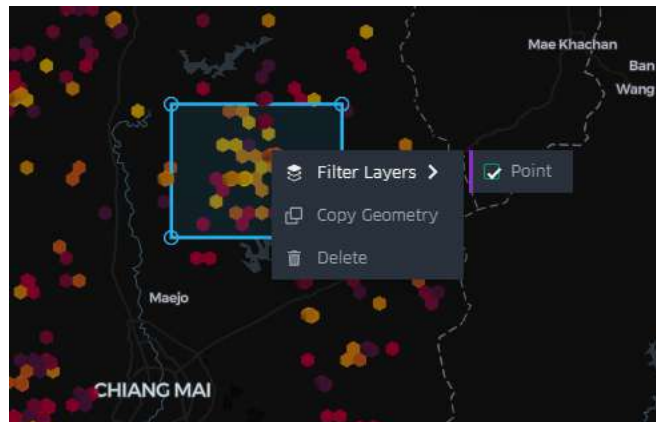 Mae Khachan
Ban
Wang
Filter Layers
Point
Copy Geometry
Delete
Maejo
CHIANG MAI